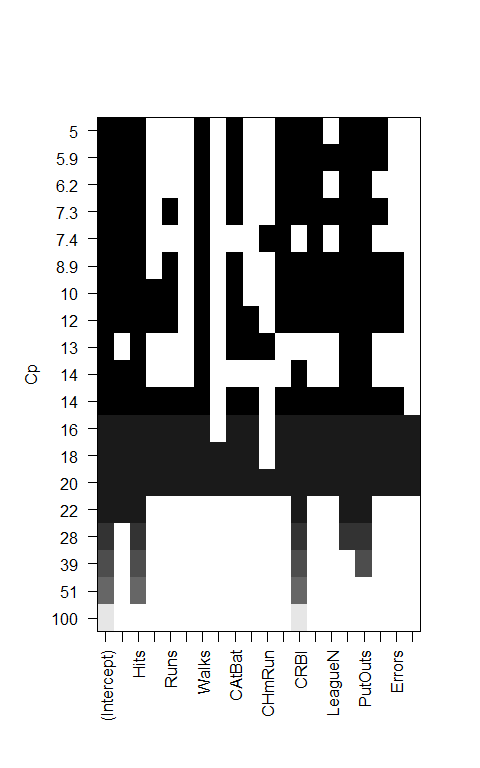 Cp
5
5.9
6.2
7.3
7.4
8.9
10
12
13
14
14
16
18
20
22
28
39
51
100
(Intercept)
Hits
Runs
Walks
CAtBat
CHmRun
CRBI
LeagueN
PutOuts
Errors